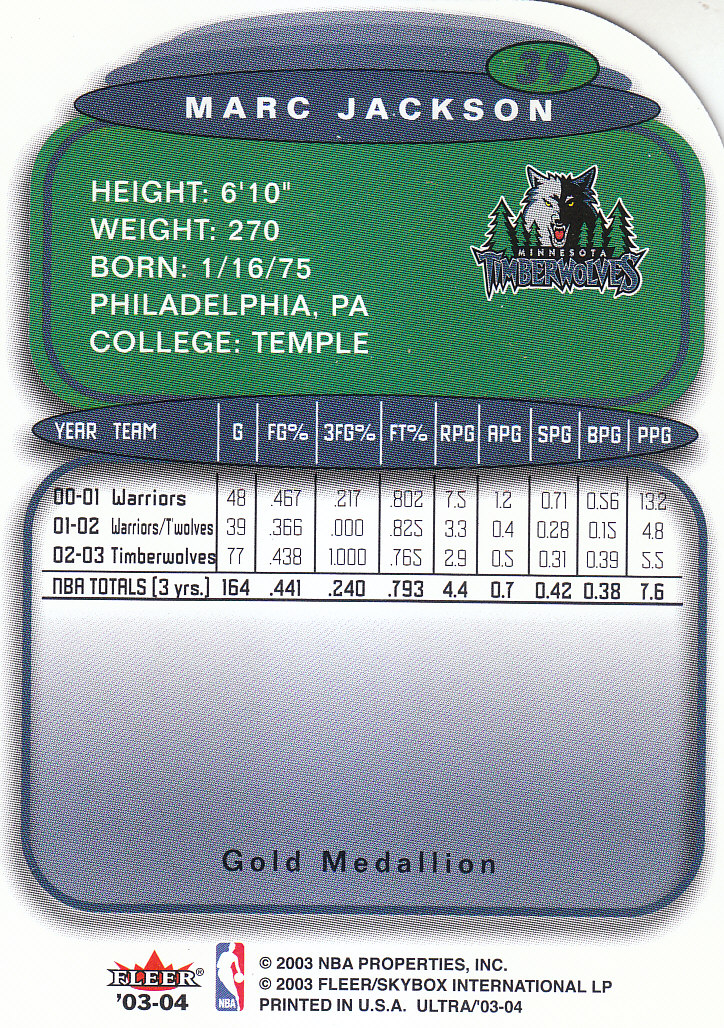 39
MARC JACKSON
HEIGHT: 6'10"
WEIGHT: 270
BORN: 1/16/75
PHILADELPHIA, PA
COLLEGE: TEMPLE
MINNESOTA
TIMBERWOLVES
YEAR TEAM G FG% 3FG% FT% RPG APG SPG BPG PPG
00-01 Warriors 48 .467 .217 .802 7.5 1.2 0.71 0.56 13.2
01-02 Warriors/T'wolves 39 .366 .000 .825 3.3 0.4 0.28 0.15 4.8
02-03 Timberwolves 77 .438 1.000 .765 2.9 0.5 0.31 0.39 5.5
NBA TOTALS (3 yrs.) 164 .441 .240 .793 4.4 0.7 0.42 0.38 7.6
Gold Medallion
FLEER®
'03-04
NBA
© 2003 NBA PROPERTIES, INC.
© 2003 FLEER/SKYBOX INTERNATIONAL LP
PRINTED IN U.S.A. ULTRA/'03-04